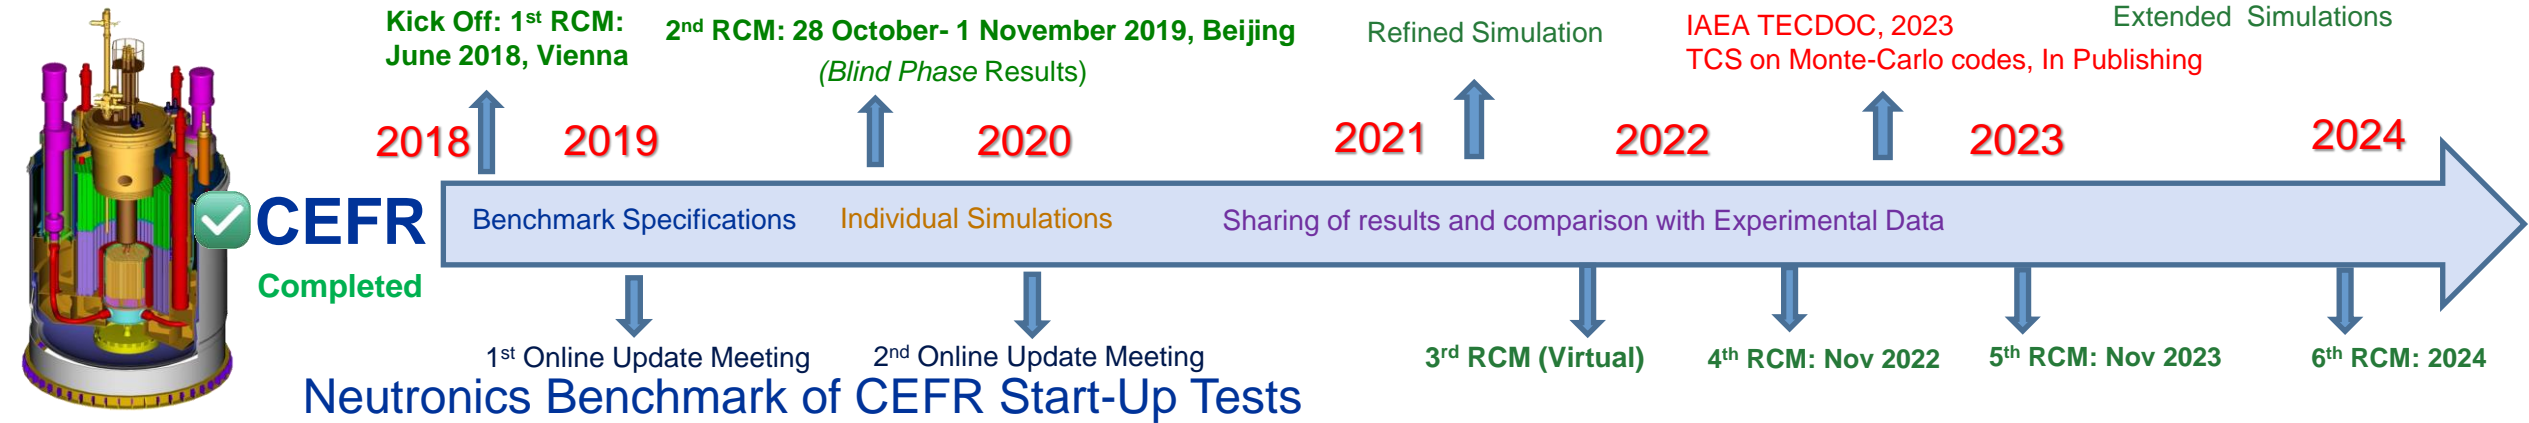 Kick Off: 1st RCM:
June 2018, Vienna
2nd RCM: 28 October- 1 November 2019, Beijing
(Blind Phase Results)
Refined Simulation
IAEA TECDOC, 2023
TCS on Monte-Carlo codes, In Publishing
Extended Simulations
2018
2019
2020
2021
2022
2023
2024
CEFR
Completed
Benchmark Specifications
Individual Simulations
Sharing of results and comparison with Experimental Data
1st Online Update Meeting
2nd Online Update Meeting
3rd RCM (Virtual)
4th RCM: Nov 2022
5th RCM: Nov 2023
6th RCM: 2024
Neutronics Benchmark of CEFR Start-Up Tests